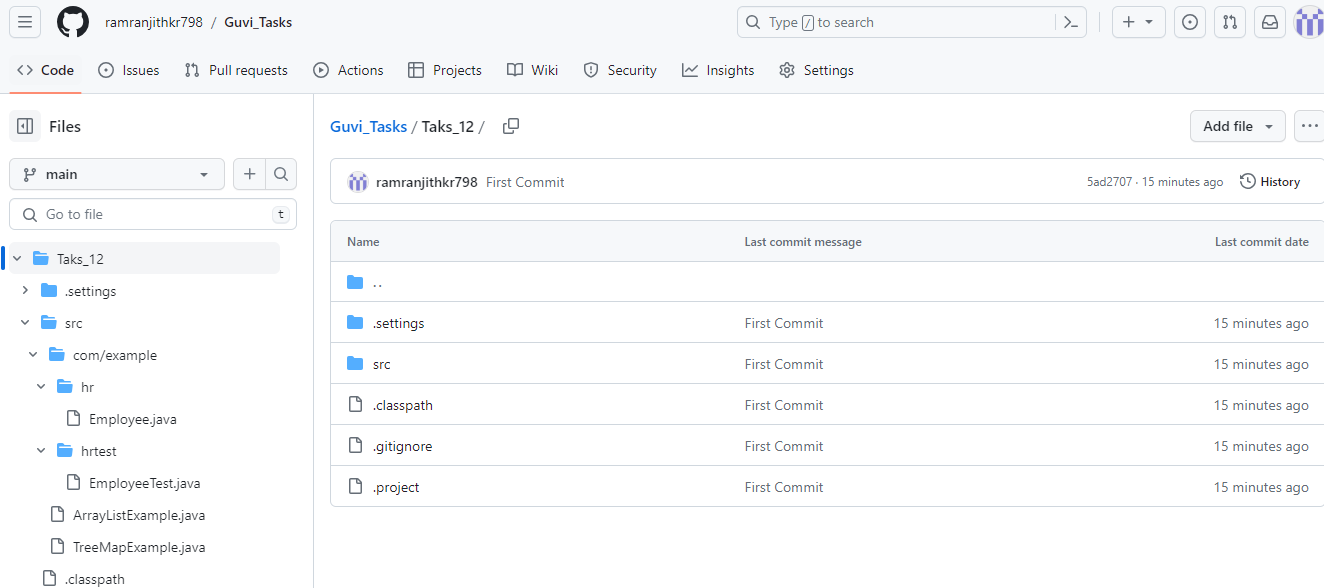 ramranjithkr798 / Guvi_Tasks
Type / to search
Code Issues Pull requests Actions Projects Wiki Security Insights Settings
Files
main
Go to file t
Taks_12
.settings
src
com/example
hr
Employee.java
hrtest
EmployeeTest.java
ArrayListExample.java
TreeMapExample.java
.classpath
Guvi_Tasks / Taks_12 /
Add file
ramranjithkr798 First Commit 5ad2707 · 15 minutes ago History
Name Last commit message Last commit date
..
.settings First Commit 15 minutes ago
src First Commit 15 minutes ago
.classpath First Commit 15 minutes ago
.gitignore First Commit 15 minutes ago
.project First Commit 15 minutes ago